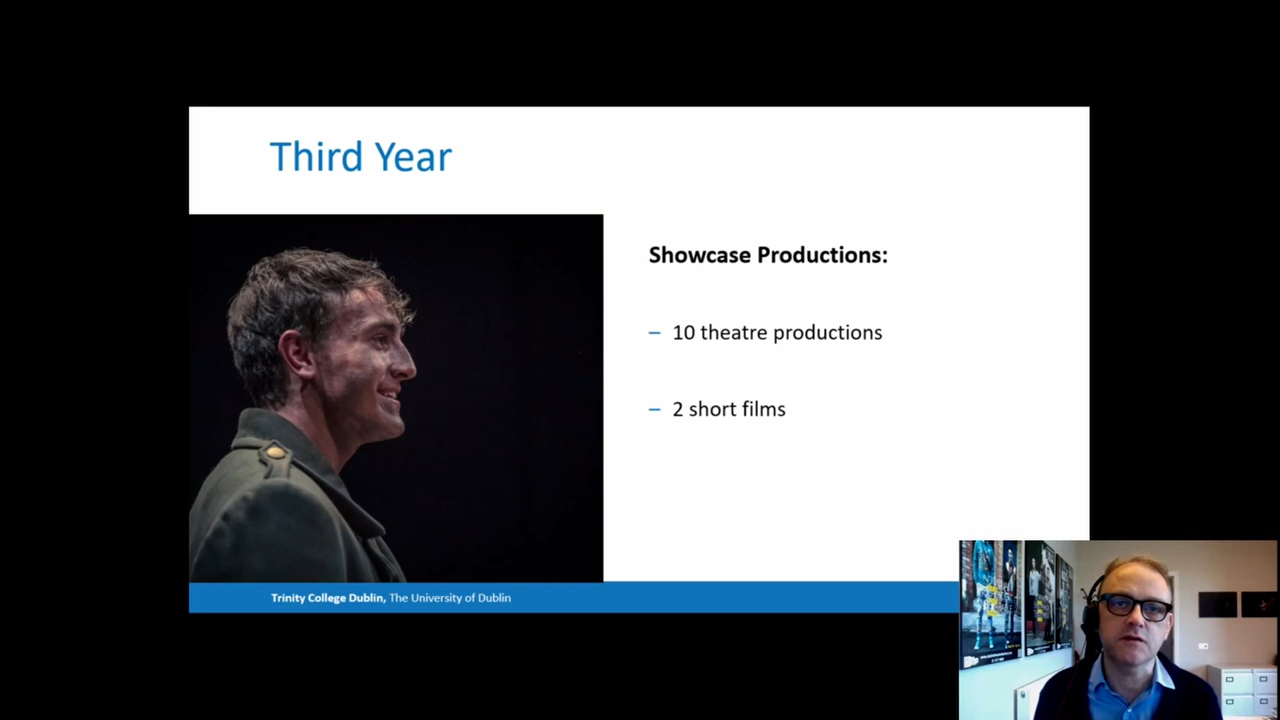 Third Year
Showcase Productions:
– 10 theatre productions
– 2 short films
Trinity College Dublin, The University of Dublin